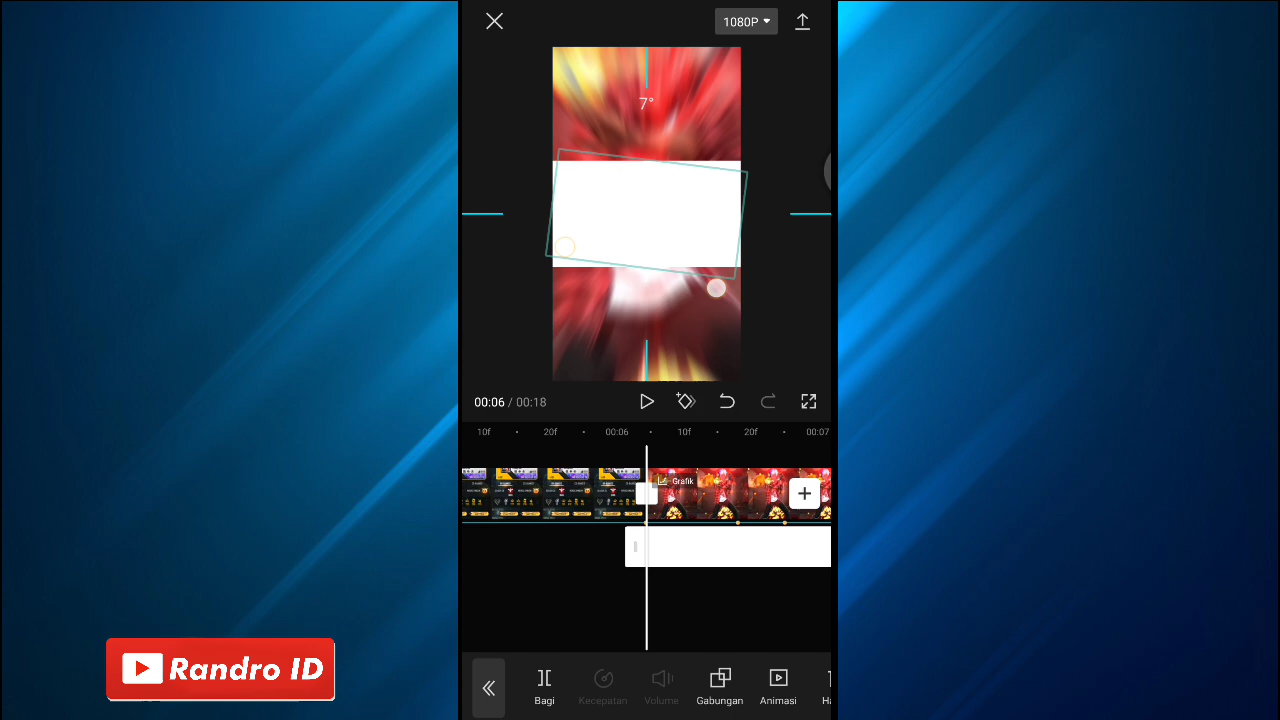 1080P
7°
00:06 / 00:18
10f
20f
00:06
10f
20f
00:07
Grafik
Randro ID
Bagi
Kecepatan
Volume
Gabungan
Animasi